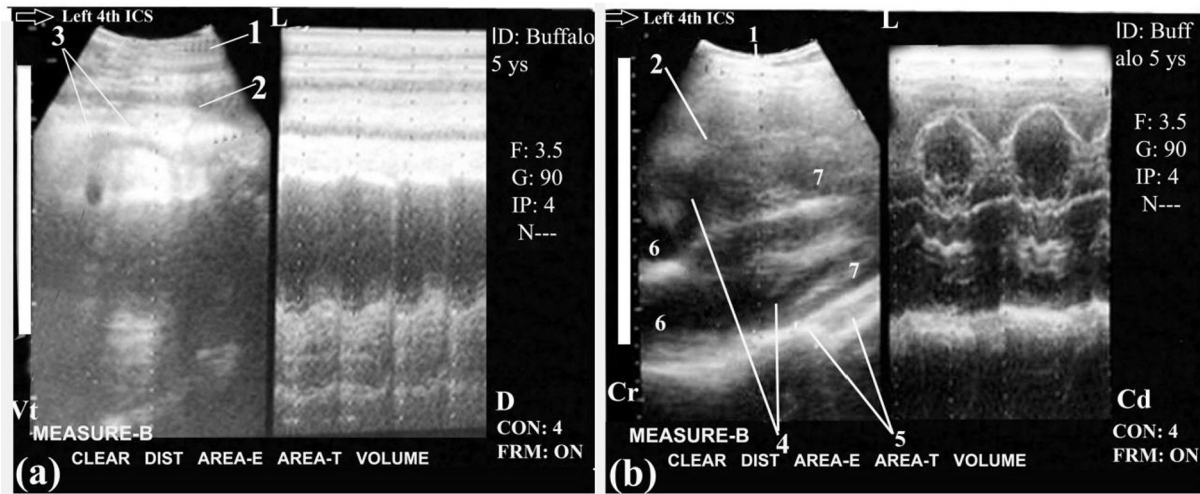 Left 4th ICS
L
1
3
2
ID: Buffalo
5 ys
F: 3.5
G: 90
IP: 4
N---
Vt
D
MEASURE-B
CON: 4
FRM: ON
CLEAR DIST AREA-E AREA-T VOLUME
(a)
Left 4th ICS
L
1
2
ID: Buff
alo 5 ys
F: 3.5
G: 90
IP: 4
N---
7
6
7
6
Cr
Cd
4
5
MEASURE-B
CON: 4
FRM: ON
CLEAR DIST AREA-E AREA-T VOLUME
(b)